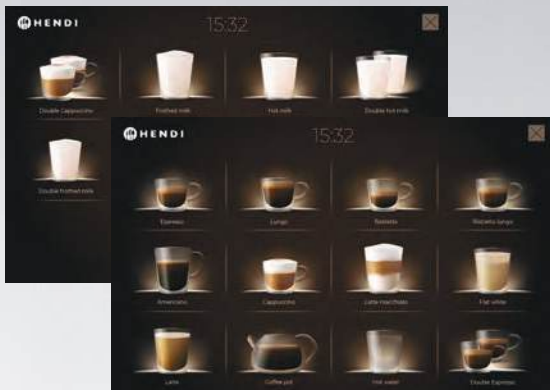 HENDI
15:32
Double Cappuccino
Frothed milk
Hot milk
Double hot milk
Double frothed milk
HENDI
15:32
Espresso
Lungo
Ristretto
Ristretto lungo
Americano
Cappuccino
Latte macchiato
Flat white
Latte
Coffee pot
Hot water
Double Espresso